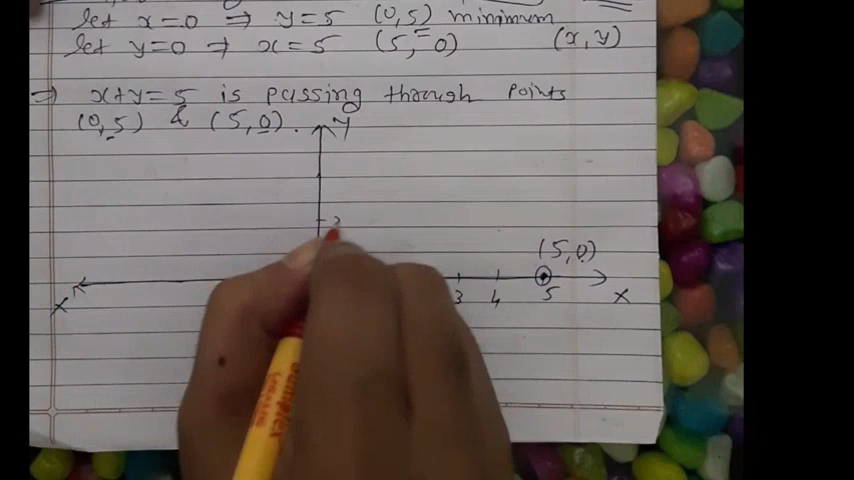 let x=0 ⇒ y=5 (0,5) minimum
let y=0 ⇒ x=5 (5,0) (x,y)
⇒ x+y=5 is passing through points
(0,5) & (5,0).
y
2
(5,0)
3 4 5
x x